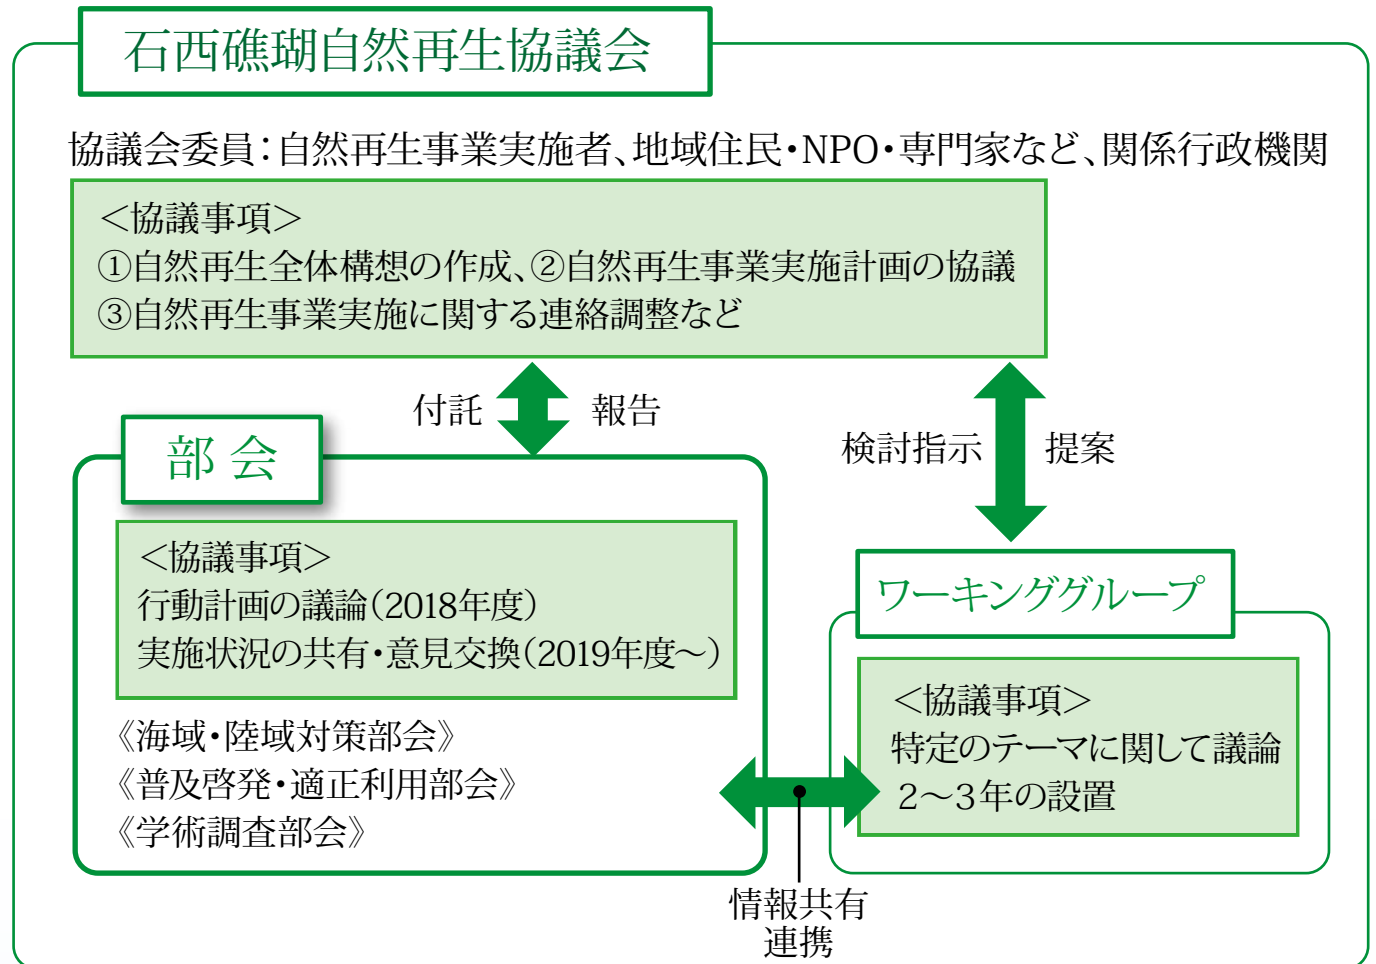 石西礁瑚自然再生協議会
協議会委員：自然再生事業実施者、地域住民・NPO・専門家など、関係行政機関
＜協議事項＞
①自然再生全体構想の作成、②自然再生事業実施計画の協議
③自然再生事業実施に関する連絡調整など
付託 報告
検討指示 提案
部会
＜協議事項＞
行動計画の議論（2018年度）
実施状況の共有・意見交換（2019年度～）
《海域・陸域対策部会》
《普及啓発・適正利用部会》
《学術調査部会》
ワーキンググループ
＜協議事項＞
特定のテーマに関して議論
2～3年の設置
情報共有
連携